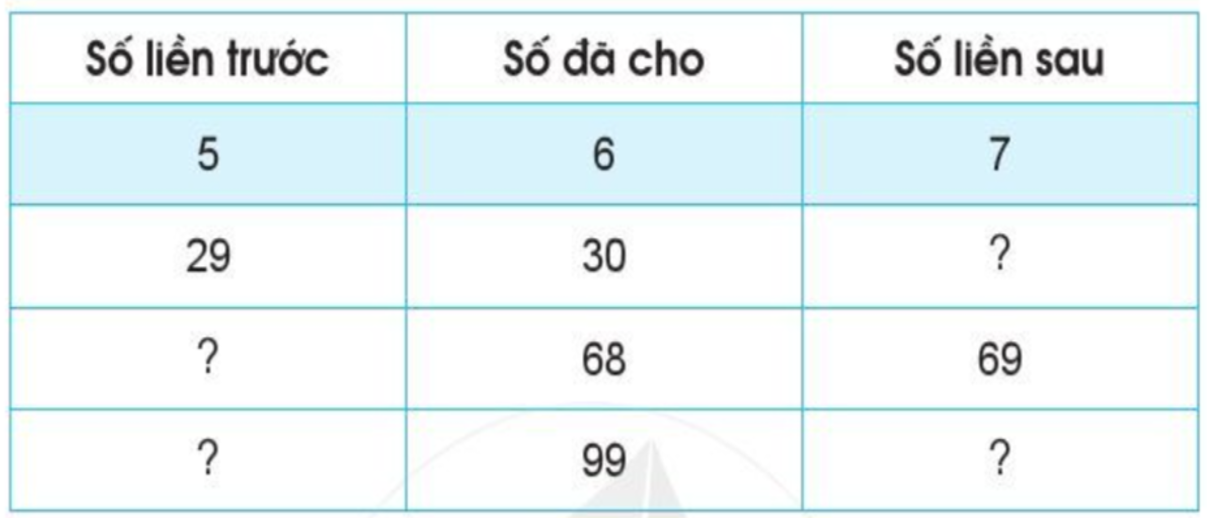 Số liền trước Số đã cho Số liền sau
5 6 7
29 30 ?
? 68 69
? 99 ?